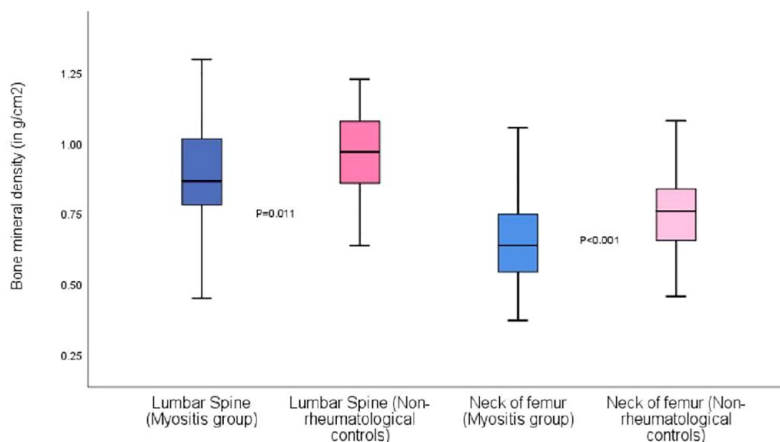 Bone mineral density (in g/cm2)
1.25
1.00
0.75
0.50
0.25
P=0.011
P<0.001
Lumbar Spine
(Myositis group)
Lumbar Spine (Non-
rheumatological
controls)
Neck of femur
(Myositis group)
Neck of femur (Non-
rheumatological
controls)